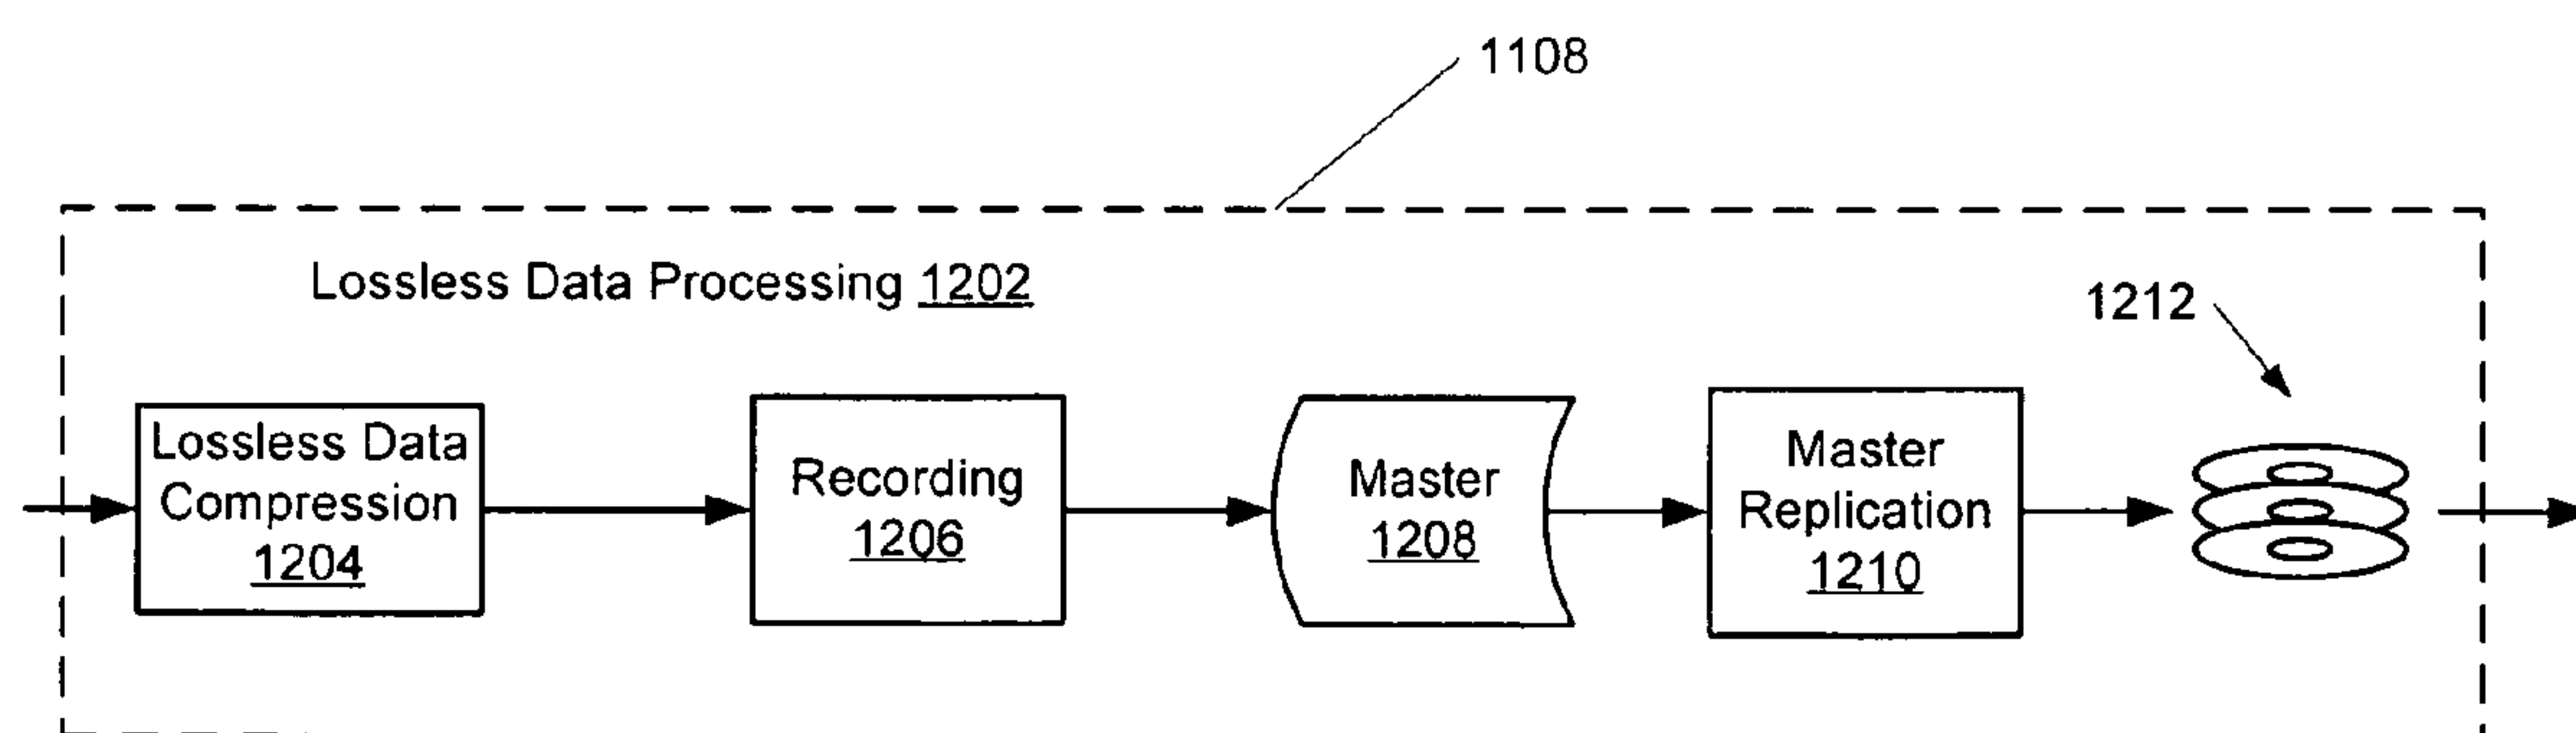 1108
Lossless Data Processing 1202
1212
Lossless Data
Compression
1204
Recording
1206
Master
1208
Master
Replication
1210